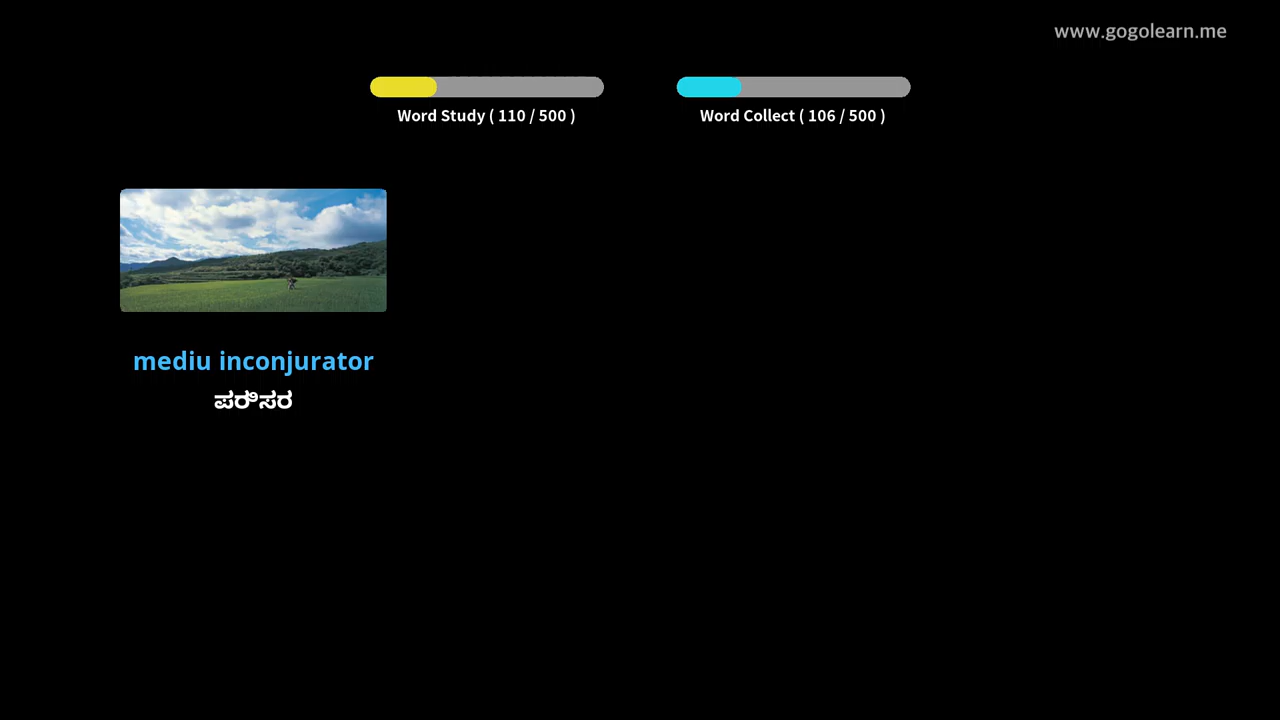 www.gogolearn.me
Word Study ( 110 / 500 )
Word Collect ( 106 / 500 )
mediu inconjurator
ಪರಿಸರ